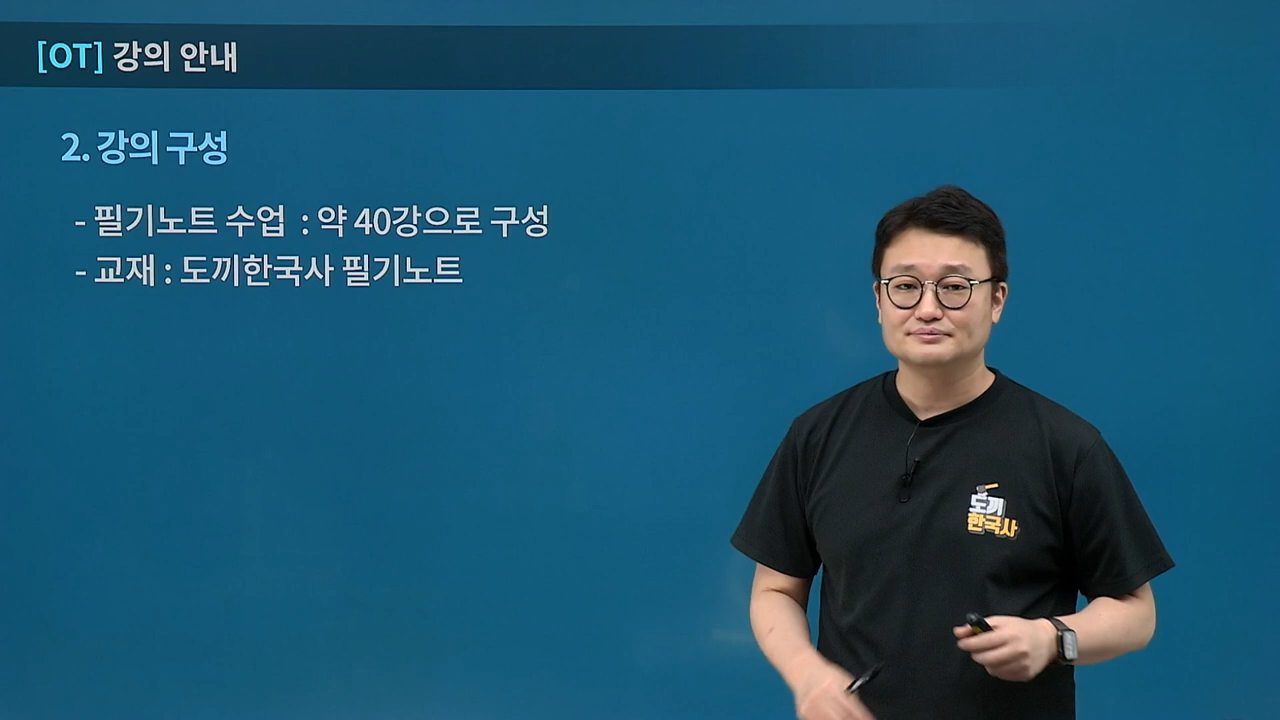 [OT] 강의 안내
2. 강의 구성
- 필기노트 수업 : 약 40강으로 구성
- 교재 : 도끼한국사 필기노트
도끼
한국사